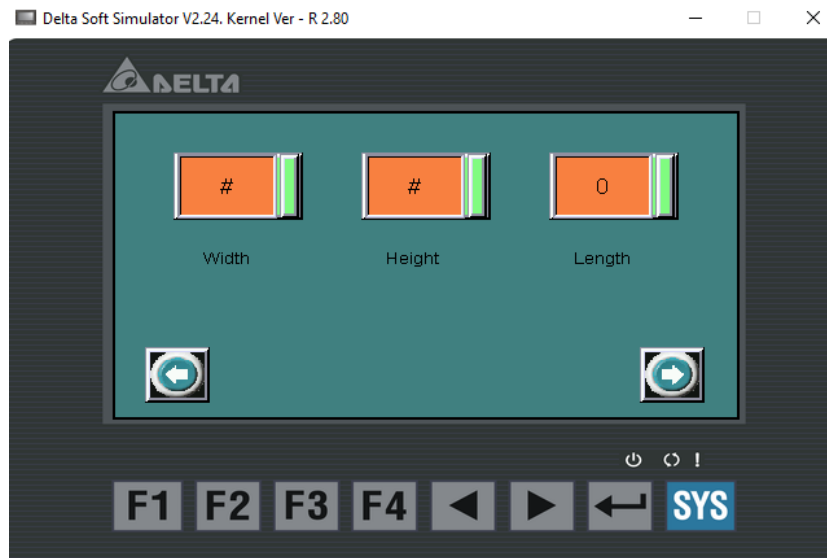 Delta Soft Simulator V2.24. Kernel Ver - R 2.80
DELTA
# # 0
Width Height Length
F1 F2 F3 F4 SYS